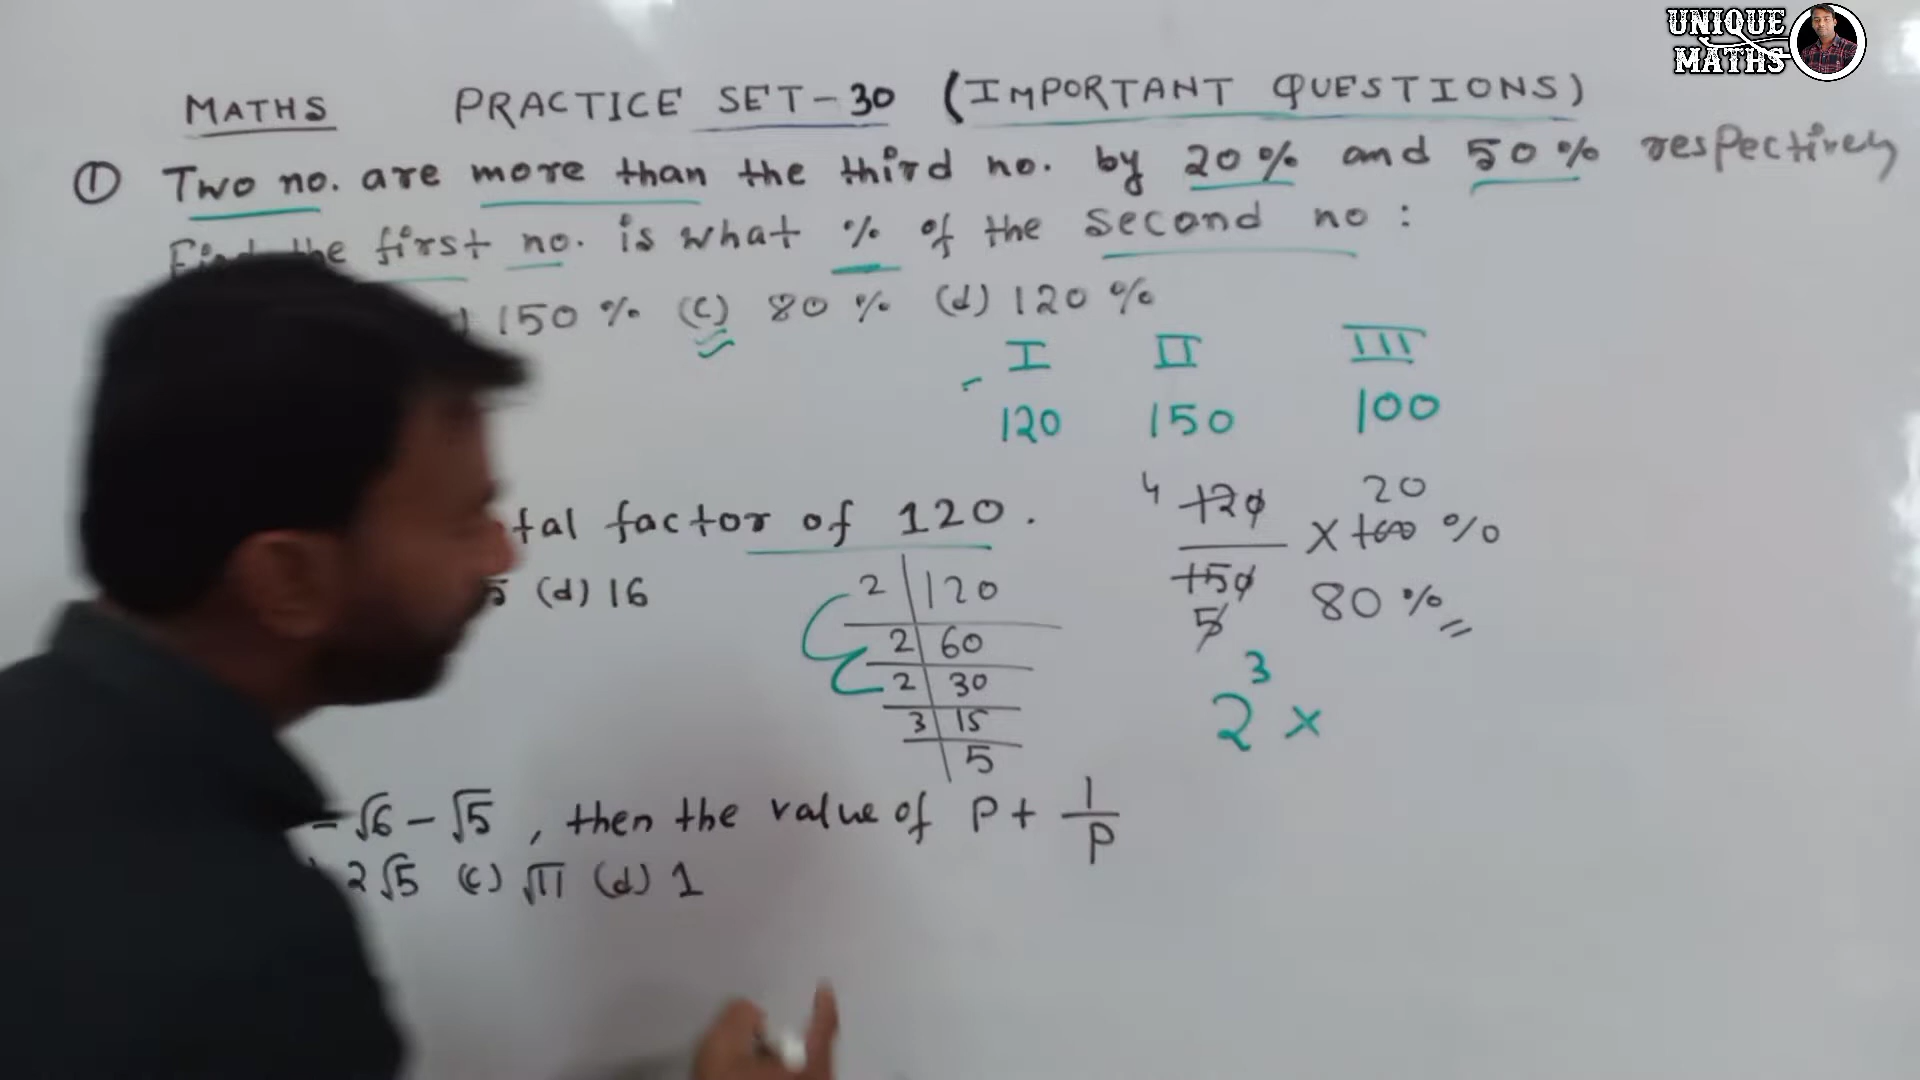 UNIQUE
MATHS
MATHS PRACTICE SET-30 (IMPORTANT QUESTIONS)
① Two no. are more than the third no. by 20% and 50% respectively
Find the first no. is what % of the second no :
150% (c) 80% (d) 120%
I II III
120 150 100
tal factor of 120.
(d) 16
2 120
2 60
2 30
3 15
5
4 120 20
× 100 %
150
5 80%
2³ ×
= √6 - √5 , then the value of P + 1/P
2√5 (c) √11 (d) 1